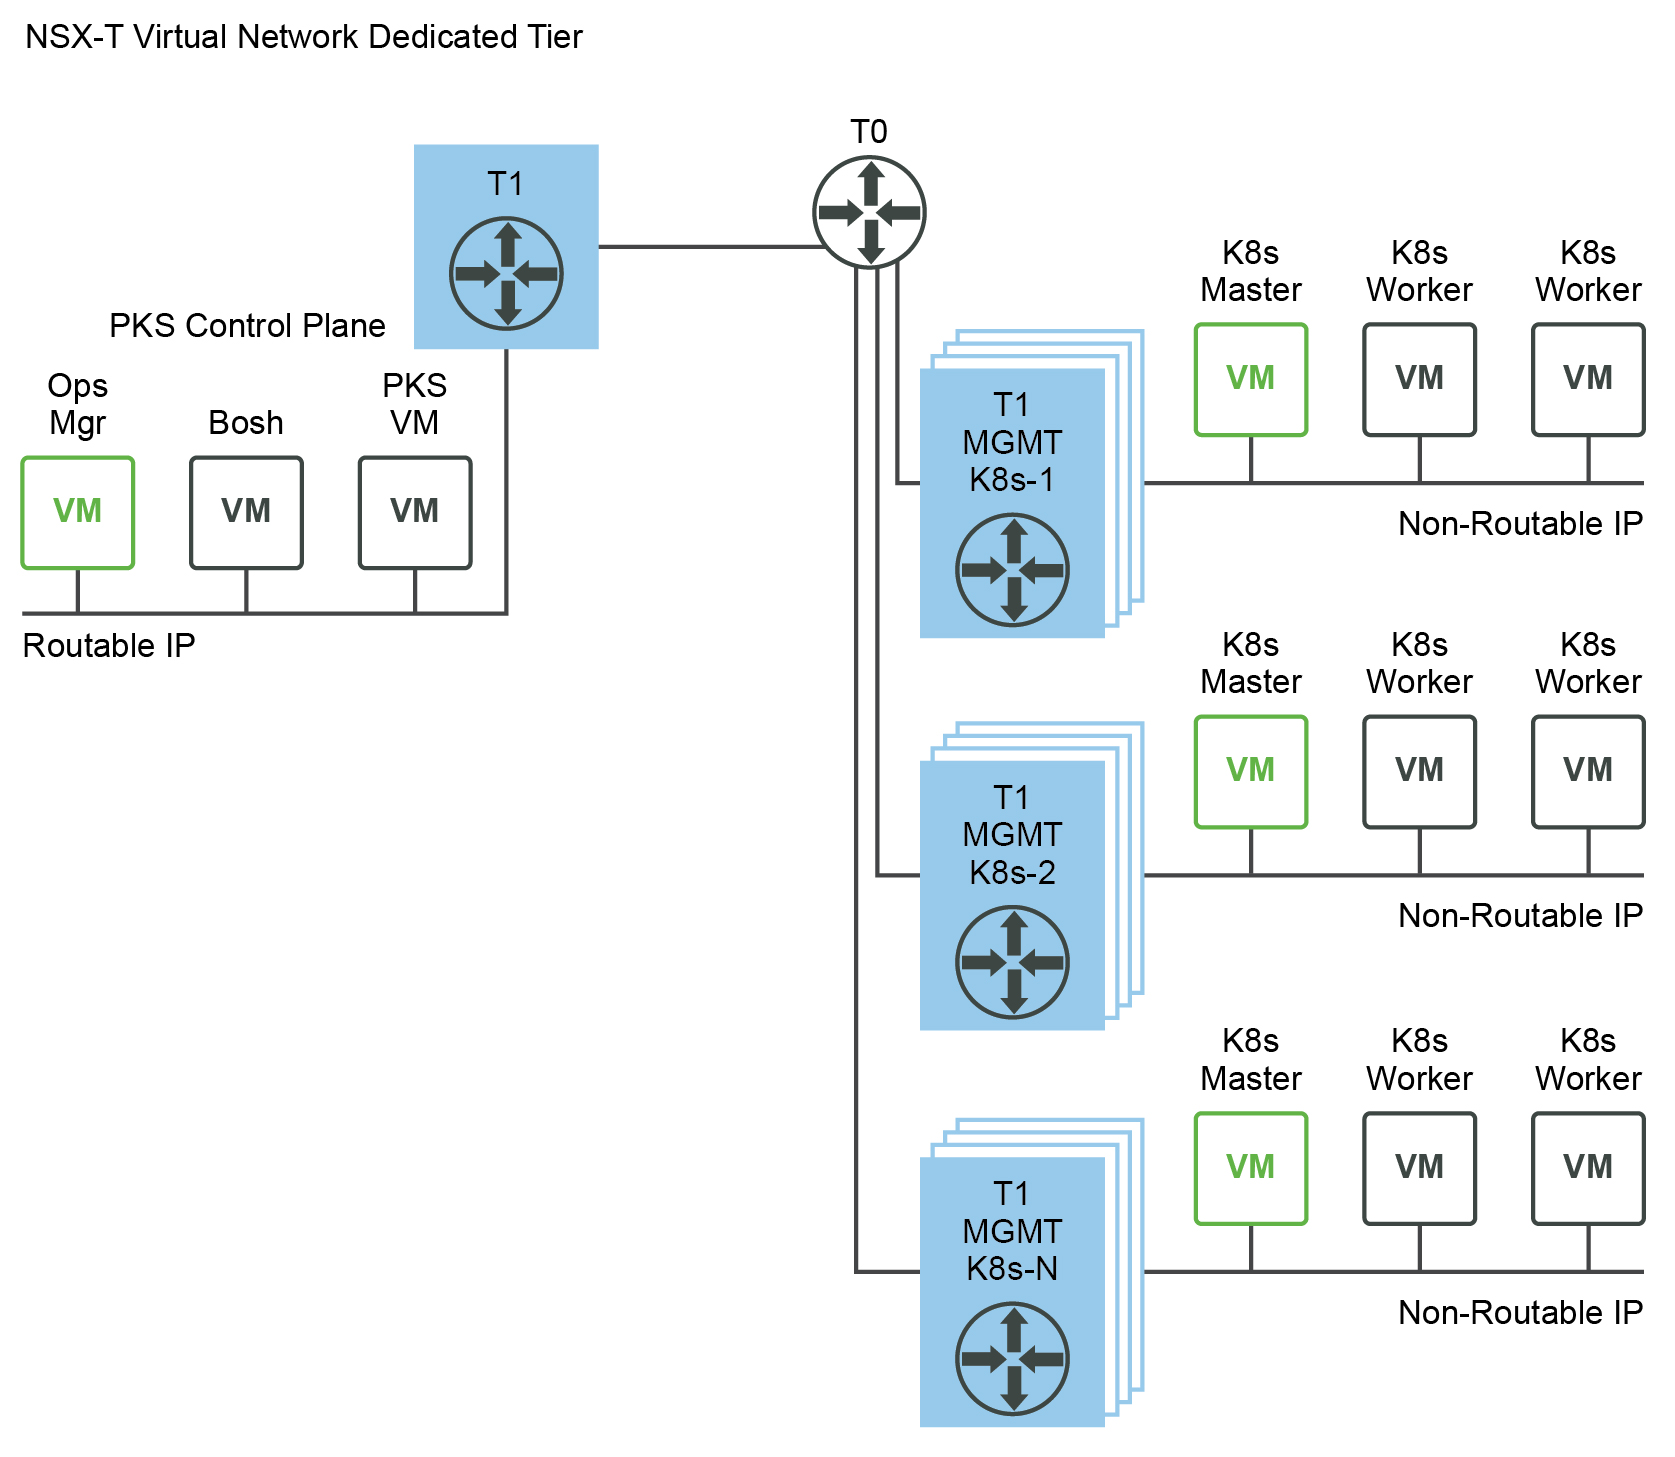 NSX-T Virtual Network Dedicated Tier
T0
T1
PKS Control Plane
Ops
Mgr
Bosh
PKS
VM
VM
VM
VM
Routable IP
T1
MGMT
K8s-1
K8s
Master
K8s
Worker
K8s
Worker
VM
VM
VM
Non-Routable IP
T1
MGMT
K8s-2
K8s
Master
K8s
Worker
K8s
Worker
VM
VM
VM
Non-Routable IP
T1
MGMT
K8s-N
K8s
Master
K8s
Worker
K8s
Worker
VM
VM
VM
Non-Routable IP